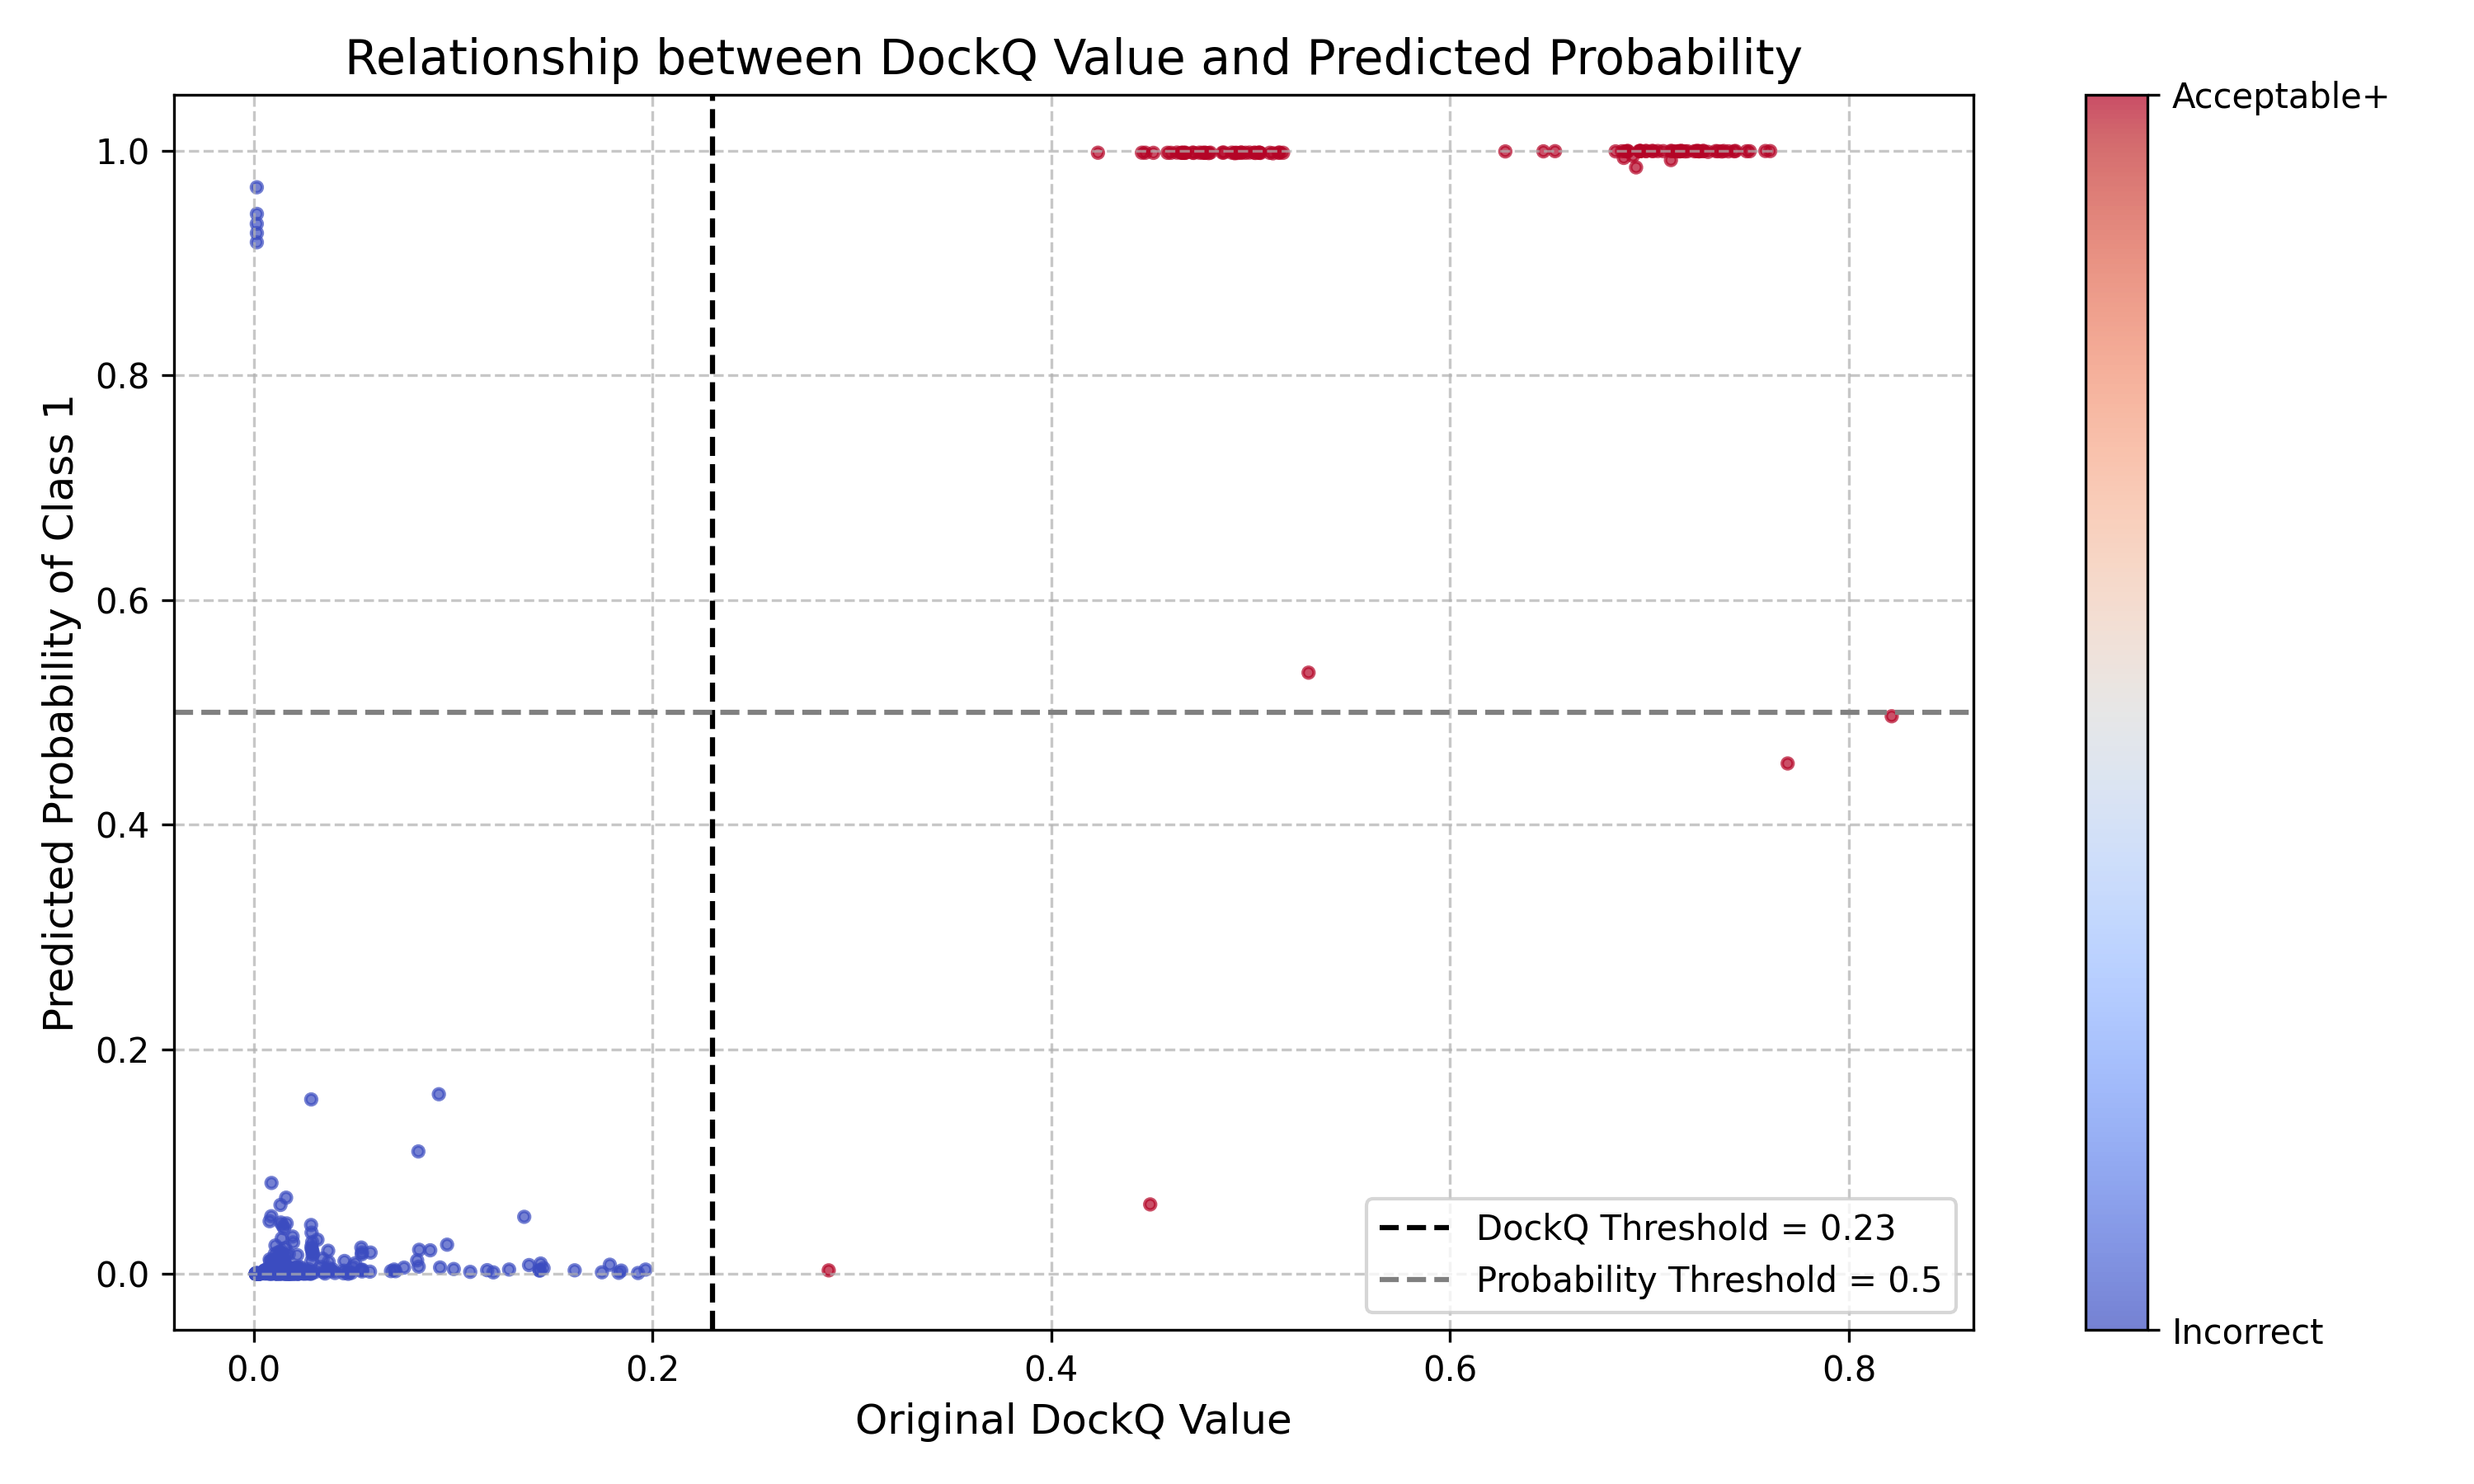 Relationship between DockQ Value and Predicted Probability
Acceptable+
1.0
0.8
0.6
0.4
0.2
0.0
Predicted Probability of Class 1
DockQ Threshold = 0.23
Probability Threshold = 0.5
Incorrect
0.0 0.2 0.4 0.6 0.8
Original DockQ Value